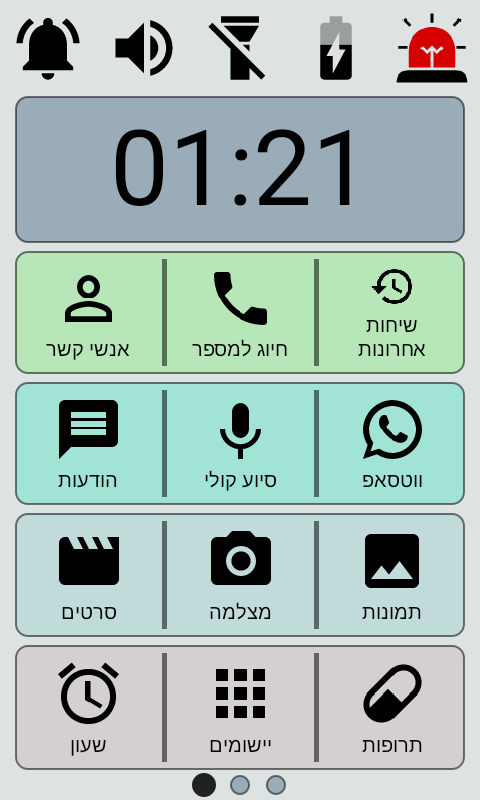 01:21
שיחות
אחרונות
חיוג למספר
אנשי קשר
ווטסאפ
סיוע קולי
הודעות
תמונות
מצלמה
סרטים
תרופות
יישומים
שעון